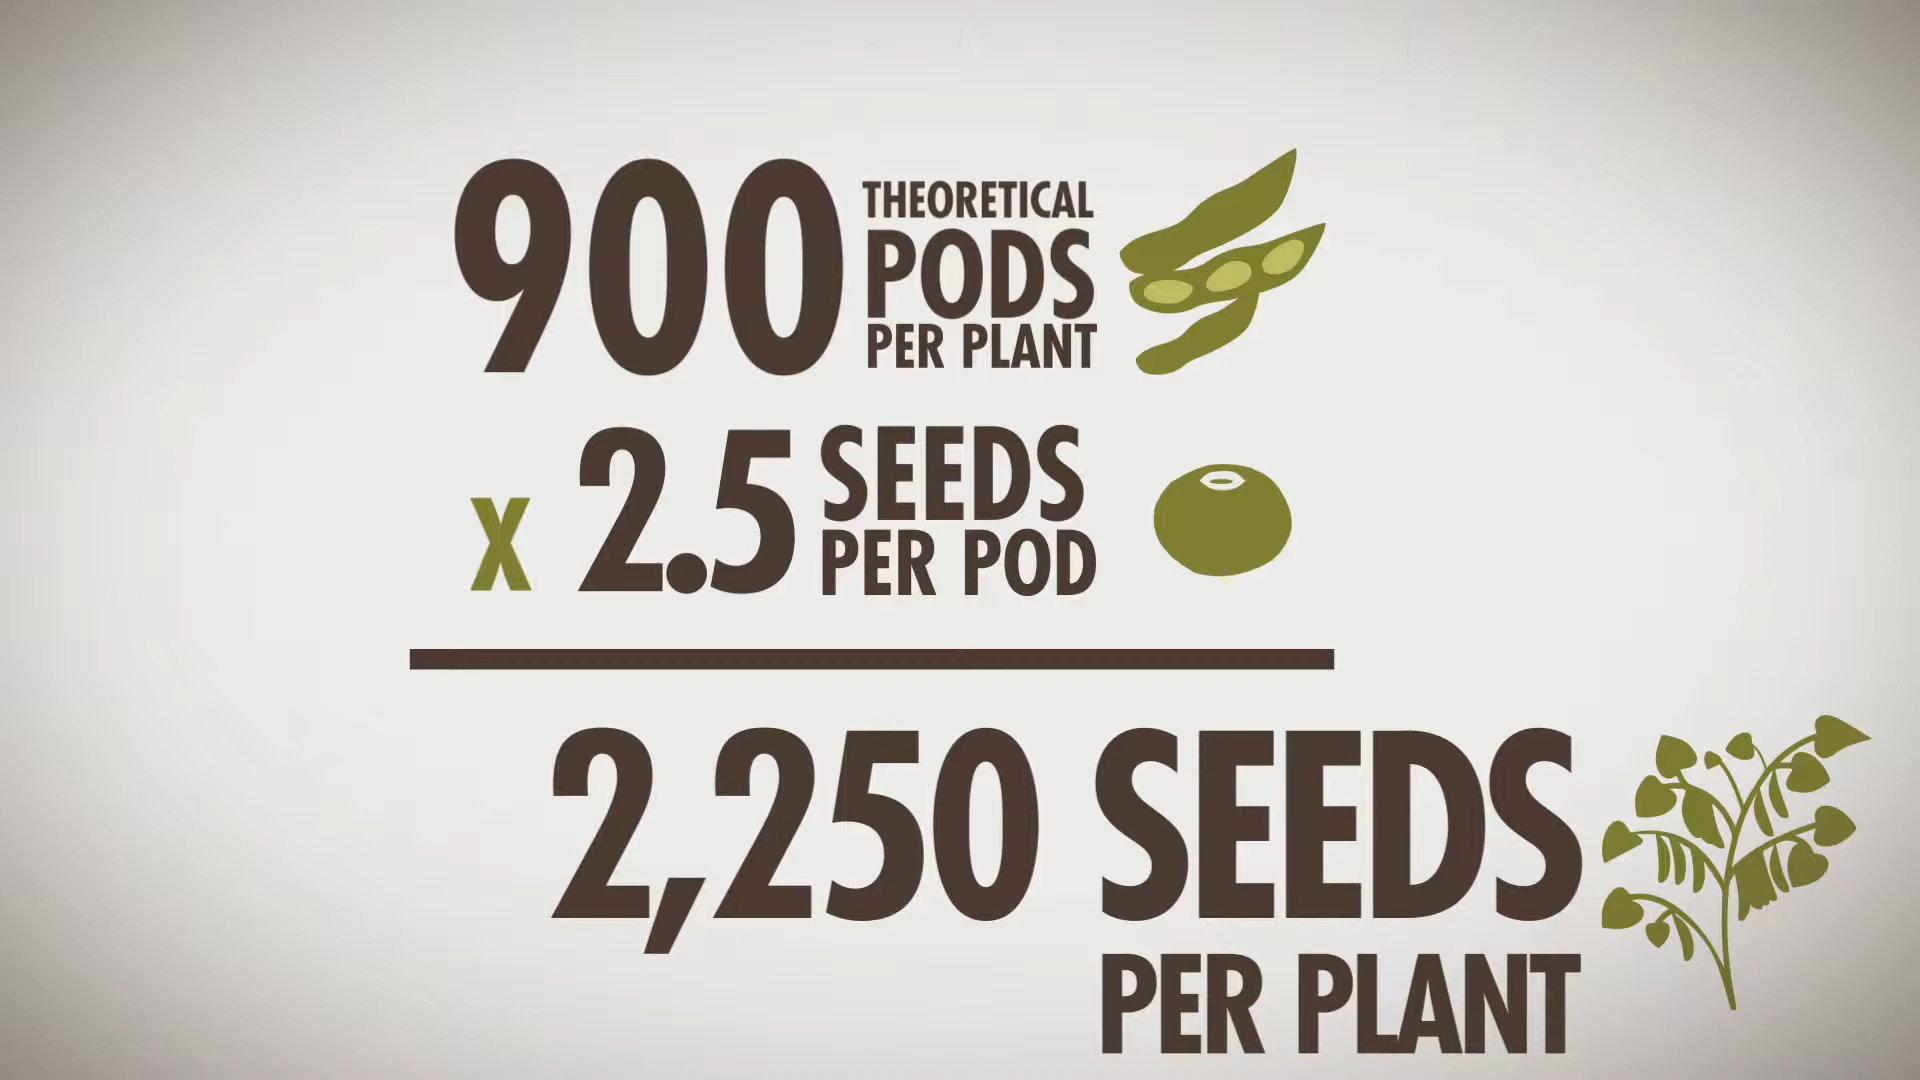 900 THEORETICAL
PODS
PER PLANT
x 2.5 SEEDS
PER POD
2,250 SEEDS
PER PLANT